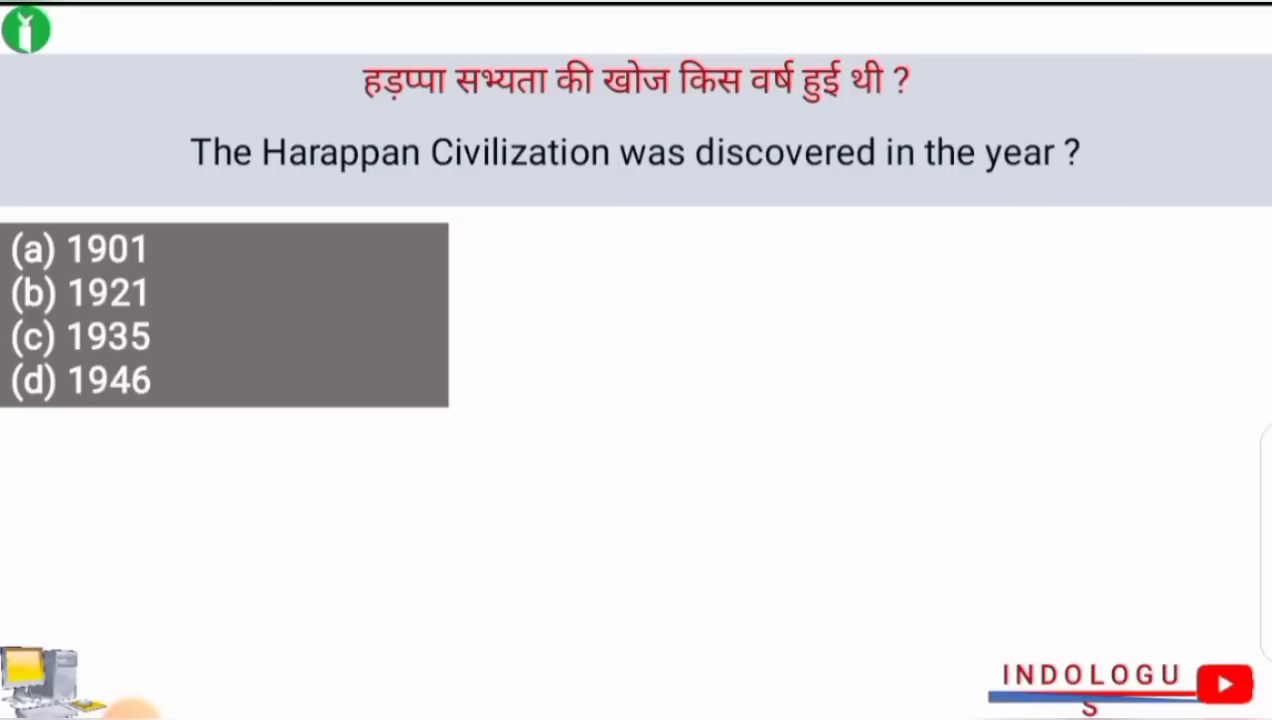 हड़प्पा सभ्यता की खोज किस वर्ष हुई थी ?
The Harappan Civilization was discovered in the year ?
(a) 1901
(b) 1921
(c) 1935
(d) 1946
INDOLOGU
S